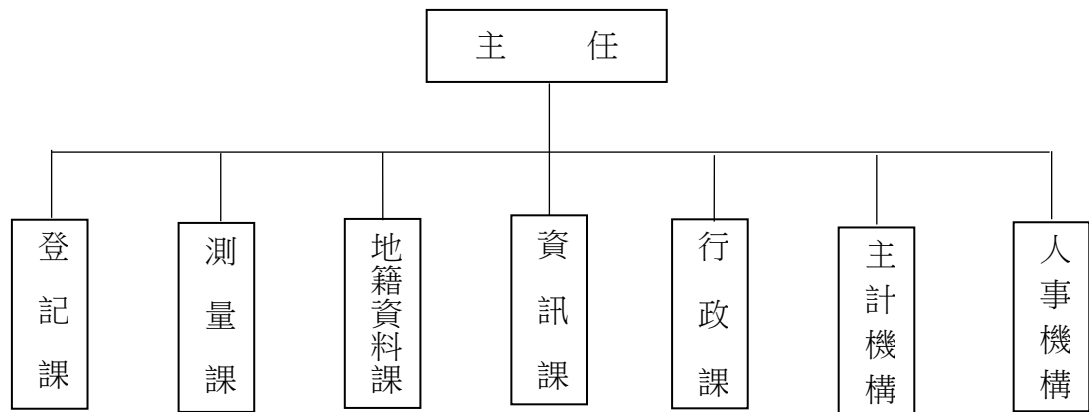 主任
登記課
測量課
地籍資料課
資訊課
行政課
主計機構
人事機構